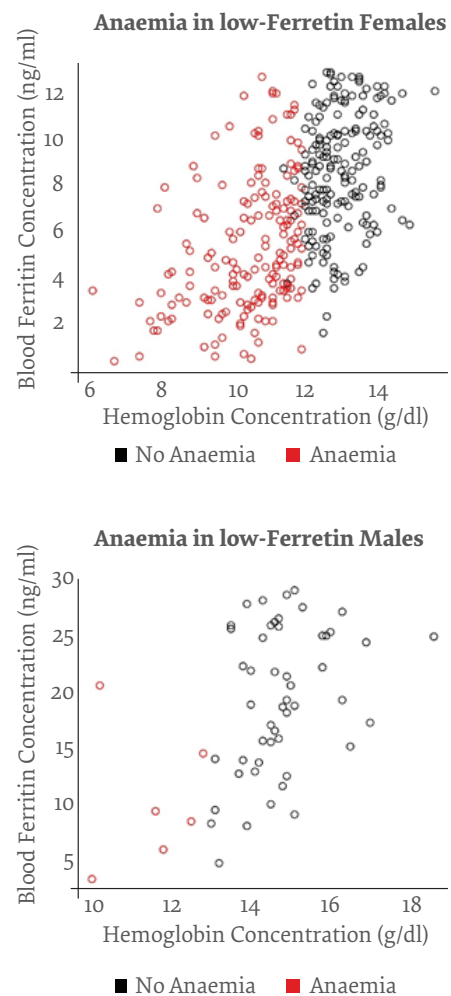 Anaemia in low-Ferretin Females
Blood Ferritin Concentration (ng/ml)
12
10
8
6
4
2
6 8 10 12 14
Hemoglobin Concentration (g/dl)
No Anaemia Anaemia
Anaemia in low-Ferretin Males
Blood Ferritin Concentration (ng/ml)
30
25
20
15
10
5
10 12 14 16 18
Hemoglobin Concentration (g/dl)
No Anaemia Anaemia